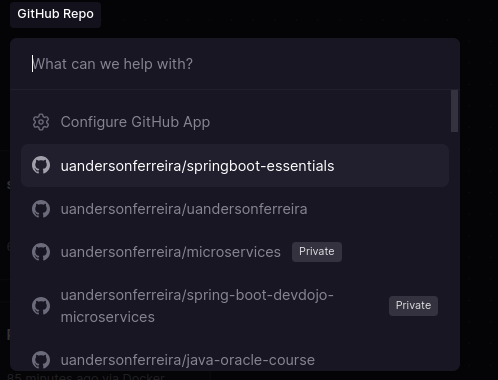 GitHub Repo
What can we help with?
Configure GitHub App
uandersonferreira/springboot-essentials
uandersonferreira/uandersonferreira
uandersonferreira/microservices Private
uandersonferreira/spring-boot-devdojo-
microservices Private
uandersonferreira/java-oracle-course
85 minutes ago via Docker